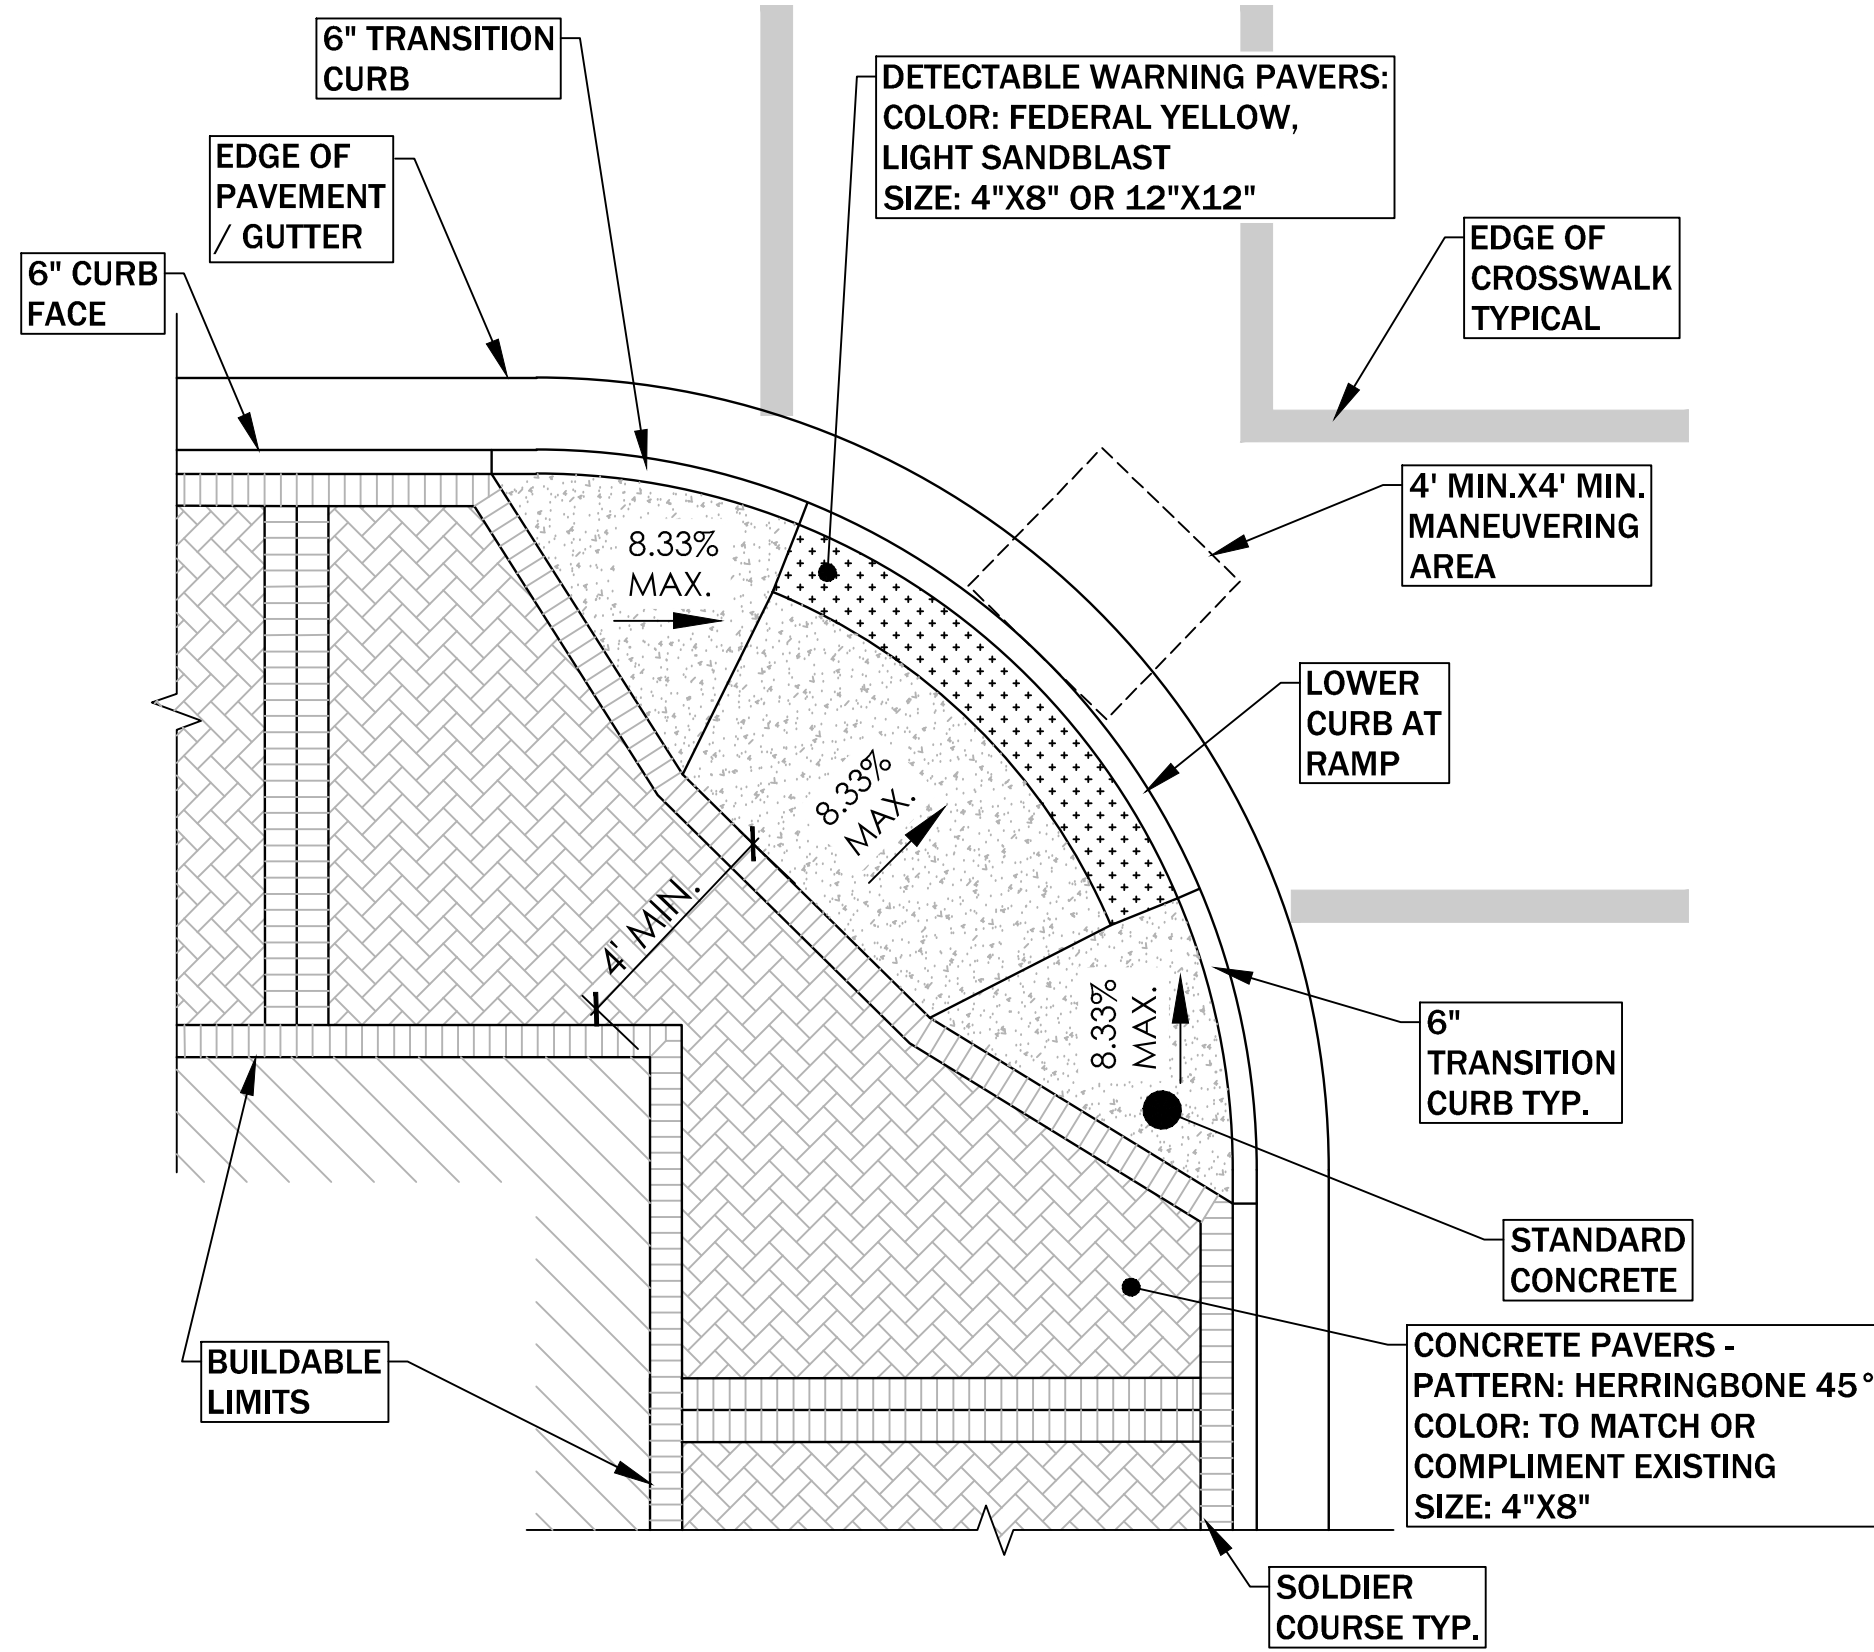 6" TRANSITION
CURB
DETECTABLE WARNING PAVERS:
COLOR: FEDERAL YELLOW,
LIGHT SANDBLAST
SIZE: 4"X8" OR 12"X12"
EDGE OF
PAVEMENT
/ GUTTER
EDGE OF
CROSSWALK
TYPICAL
6" CURB
FACE
4' MIN.X4' MIN.
MANEUVERING
AREA
8.33%
MAX.
LOWER
CURB AT
RAMP
8.33%
MAX.
4' MIN.
8.33%
MAX.
6"
TRANSITION
CURB TYP.
STANDARD
CONCRETE
BUILDABLE
LIMITS
CONCRETE PAVERS -
PATTERN: HERRINGBONE 45°
COLOR: TO MATCH OR
COMPLIMENT EXISTING
SIZE: 4"X8"
SOLDIER
COURSE TYP.